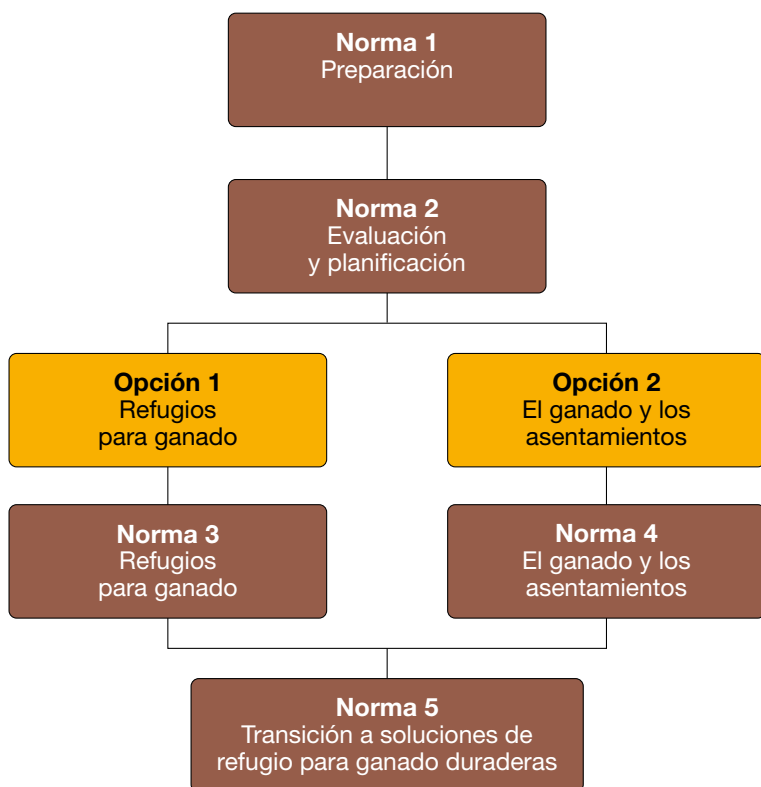 Norma 1
Preparación
Norma 2
Evaluación
y planificación
Opción 1
Refugios
para ganado
Opción 2
El ganado y los
asentamientos
Norma 3
Refugios
para ganado
Norma 4
El ganado y los
asentamientos
Norma 5
Transición a soluciones de
refugio para ganado duraderas